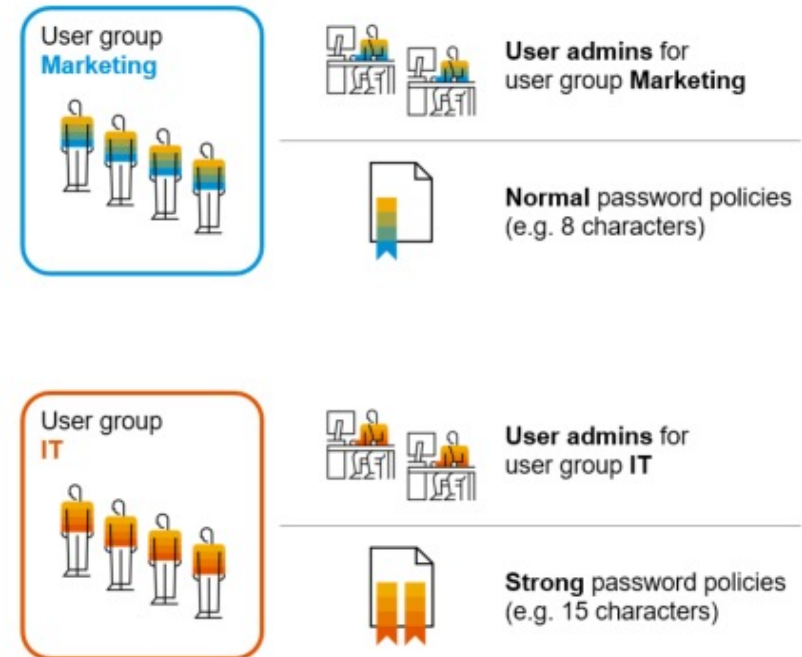 User group
Marketing
User admins for
user group Marketing
Normal password policies
(e.g. 8 characters)
User group
IT
User admins for
user group IT
Strong password policies
(e.g. 15 characters)